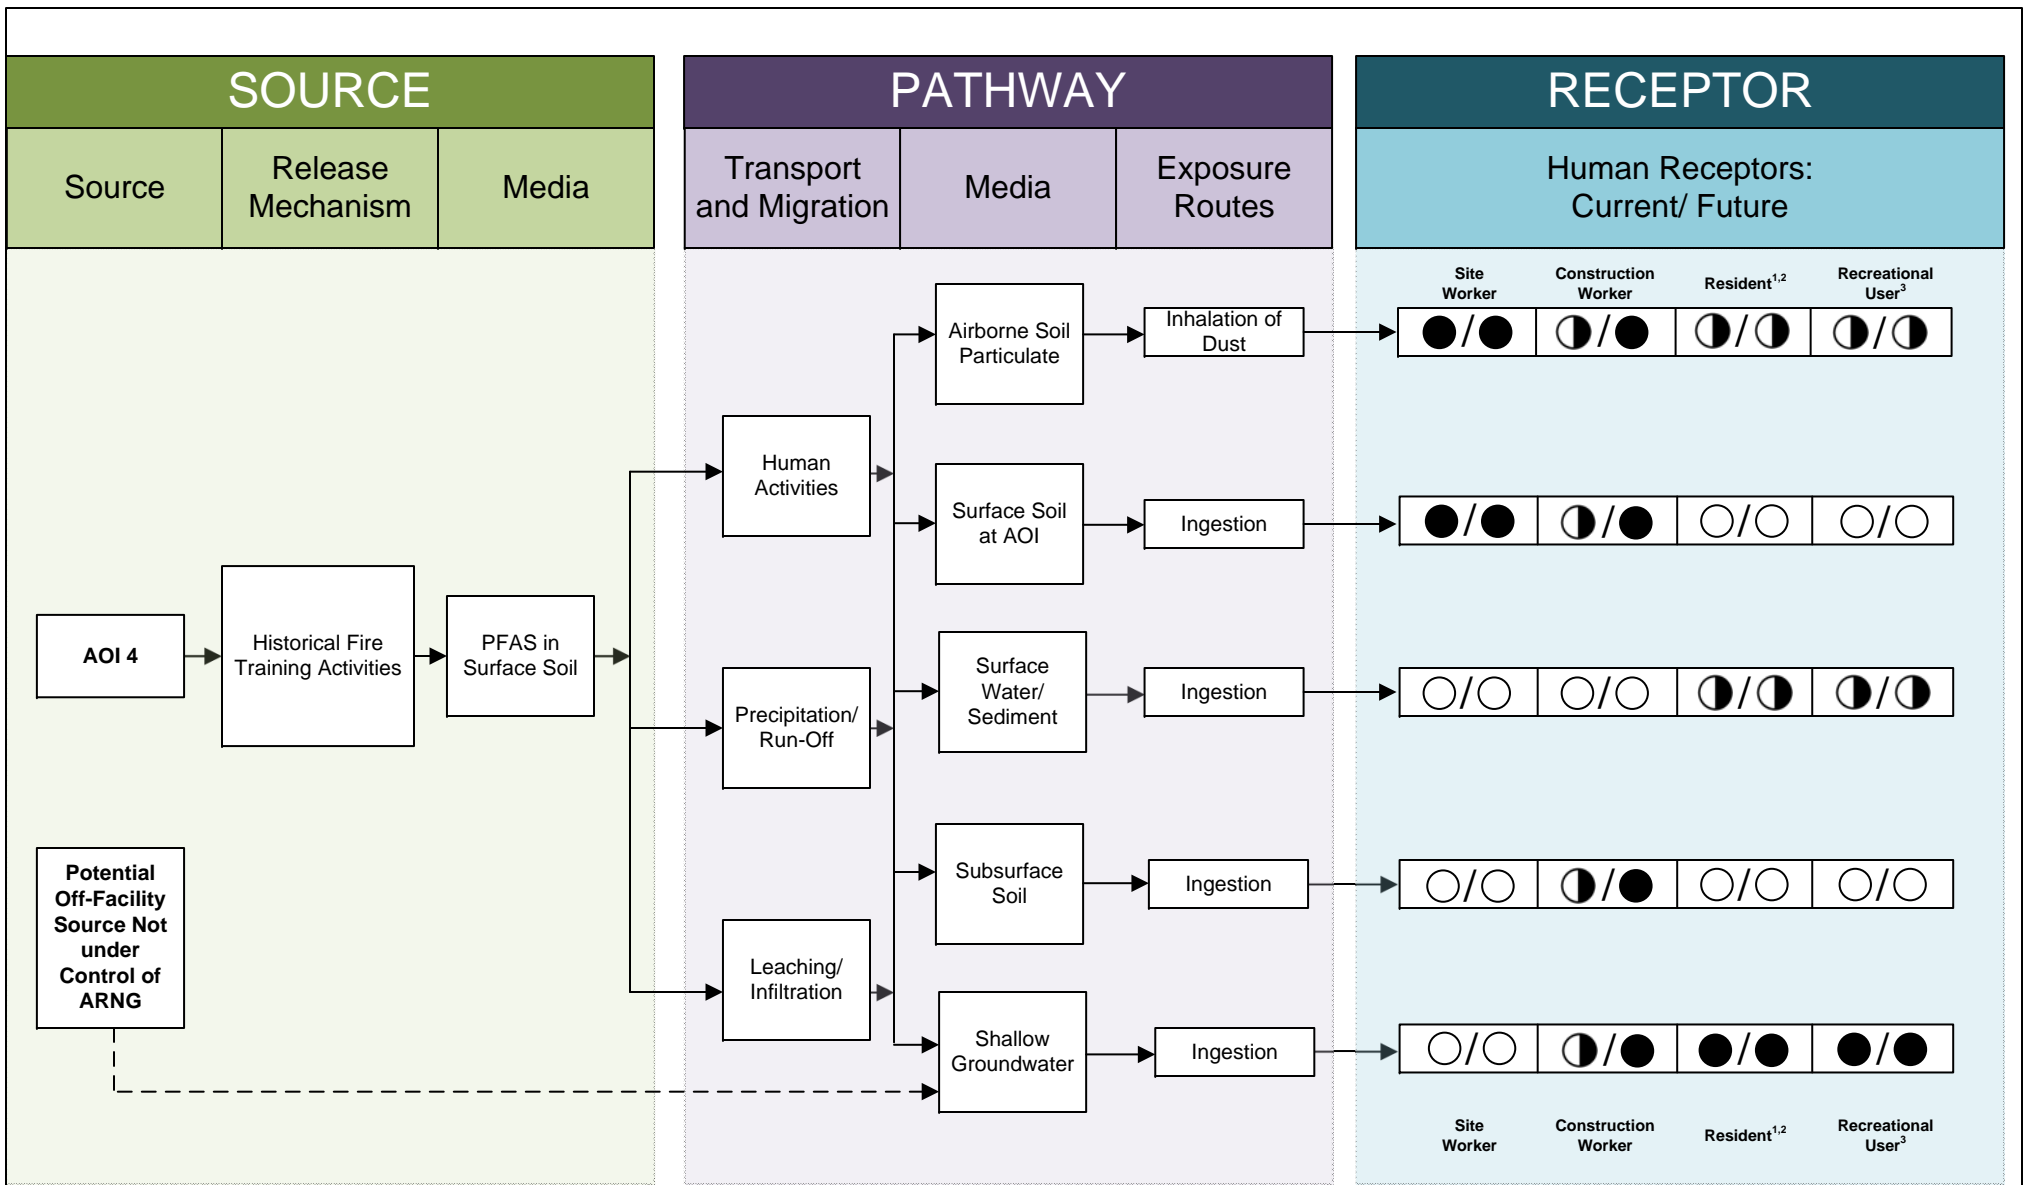 SOURCE
PATHWAY
RECEPTOR
Source
Release
Mechanism
Media
Transport
and Migration
Media
Exposure
Routes
Human Receptors:
Current/ Future
Site
Worker
Construction
Worker
Resident1,2
Recreational
User3
Airborne Soil
Particulate
Inhalation of
Dust
/
/
/
/
Human
Activities
Surface Soil
at AOI
Ingestion
/
/
/
/
AOI 4
Historical Fire
Training Activities
PFAS in
Surface Soil
Precipitation/
Run-Off
Surface
Water/
Sediment
Ingestion
/
/
/
/
Potential
Off-Facility
Source Not
under
Control of
ARNG
Subsurface
Soil
Ingestion
/
/
/
/
Leaching/
Infiltration
Shallow
Groundwater
Ingestion
/
/
/
/
Site
Worker
Construction
Worker
Resident1,2
Recreational
User3